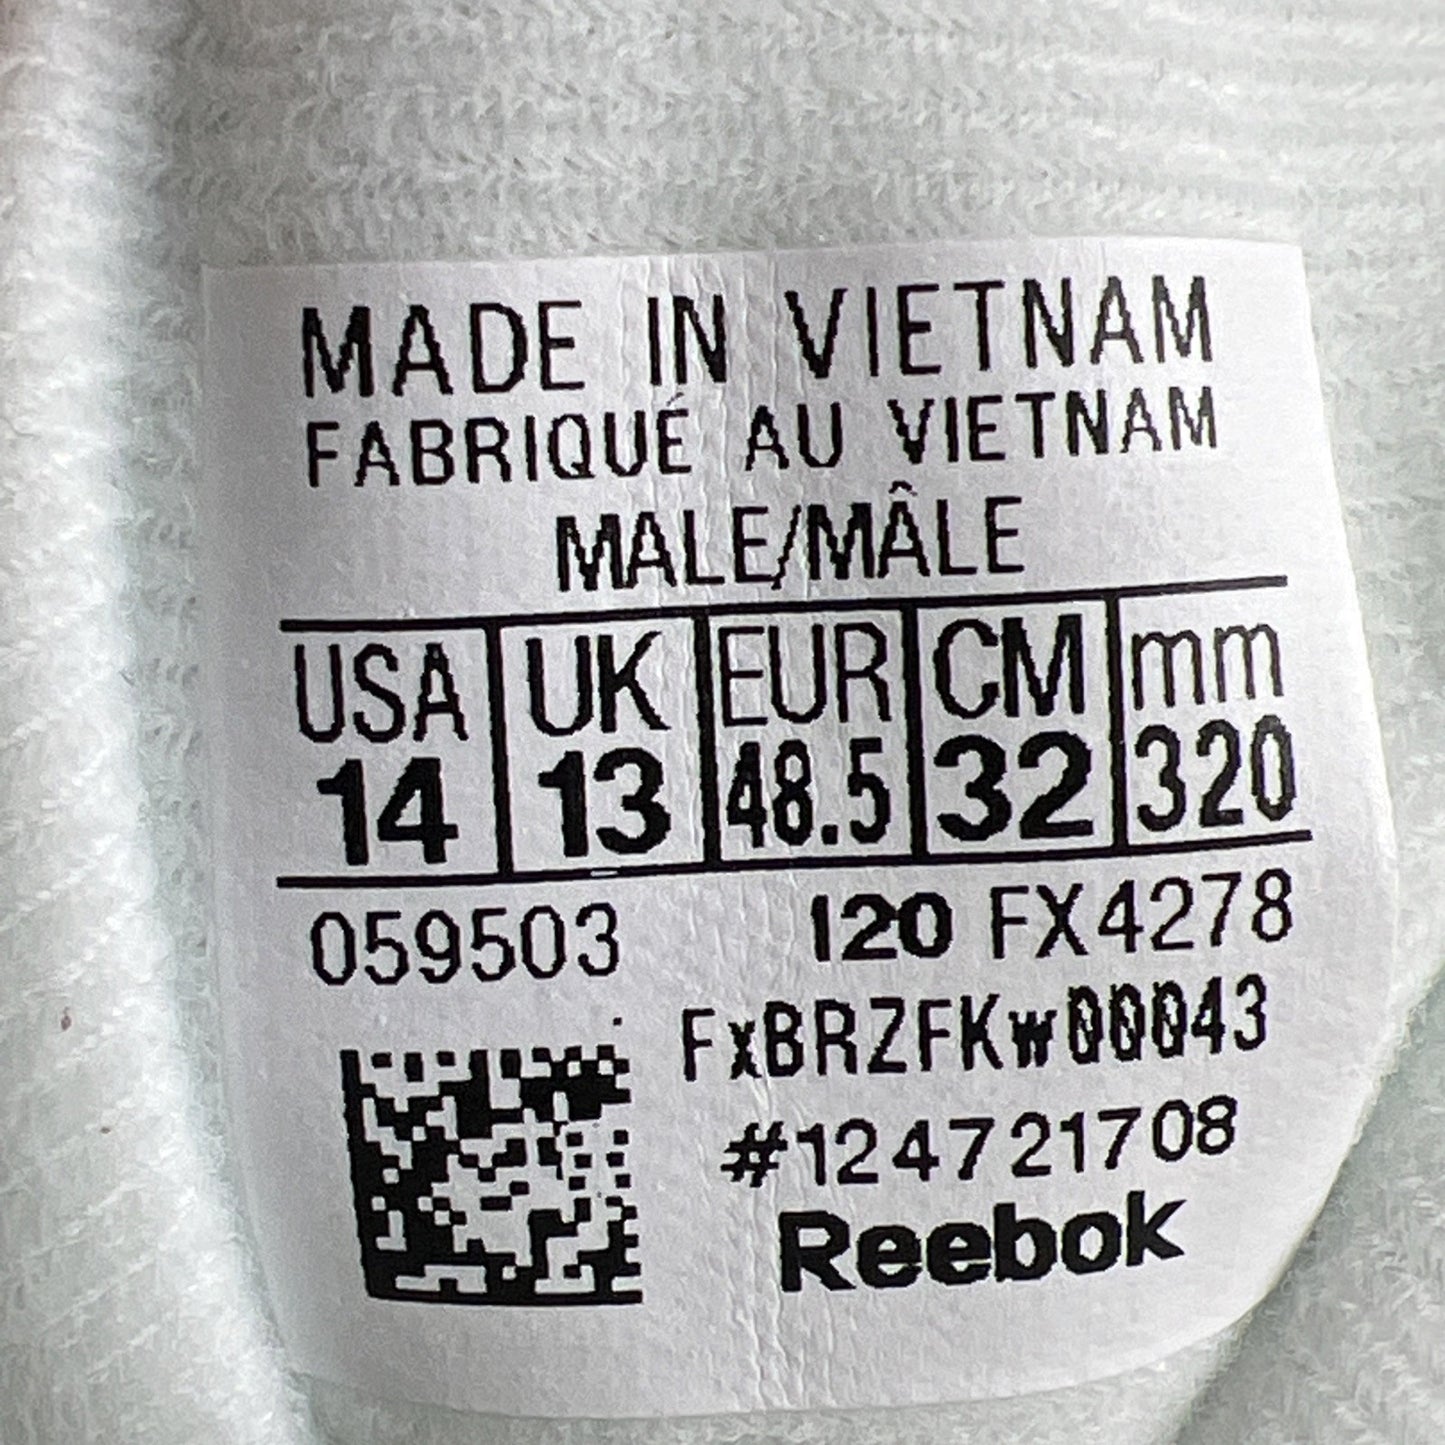 MADE IN VIETNAM
FABRIQUÉ AU VIETNAM
MALE/MÂLE
USA UK EUR CM mm
14 13 48.5 32 320
059503 120 FX4278
FxBRZFKw00043
#124721708
Reebok